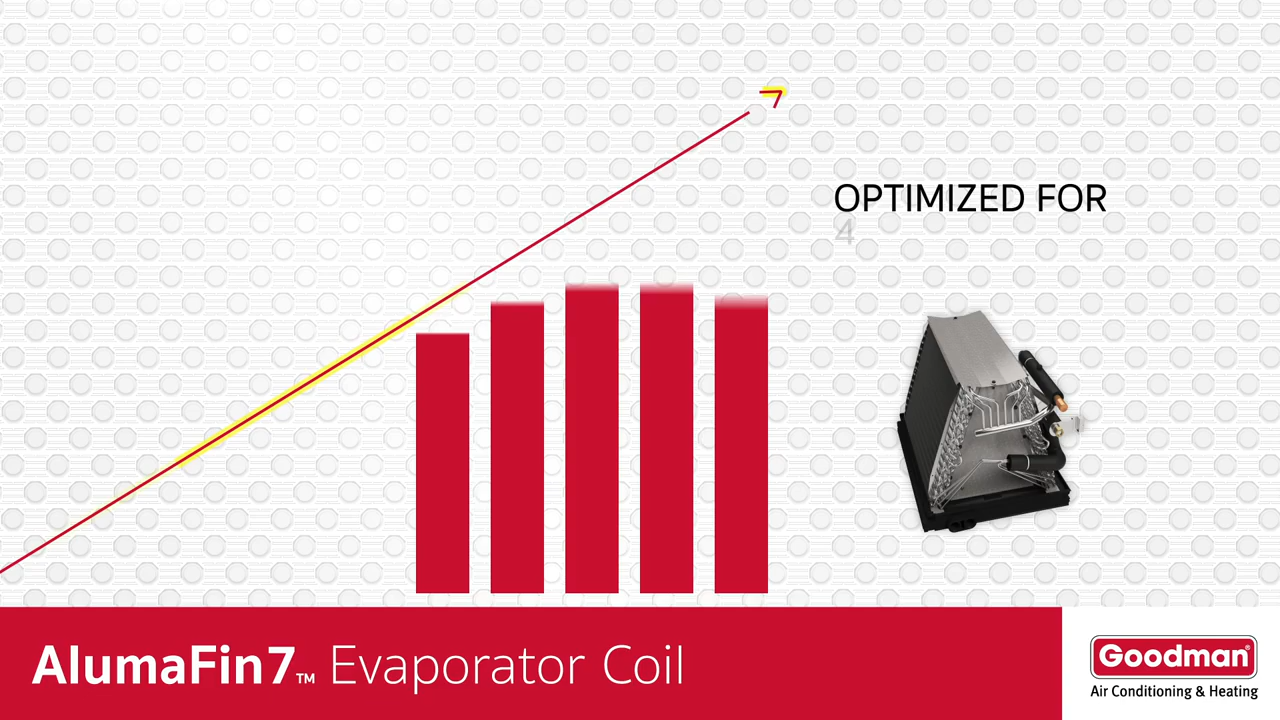 OPTIMIZED FOR
4
AlumaFin7™ Evaporator Coil
Goodman®
Air Conditioning & Heating